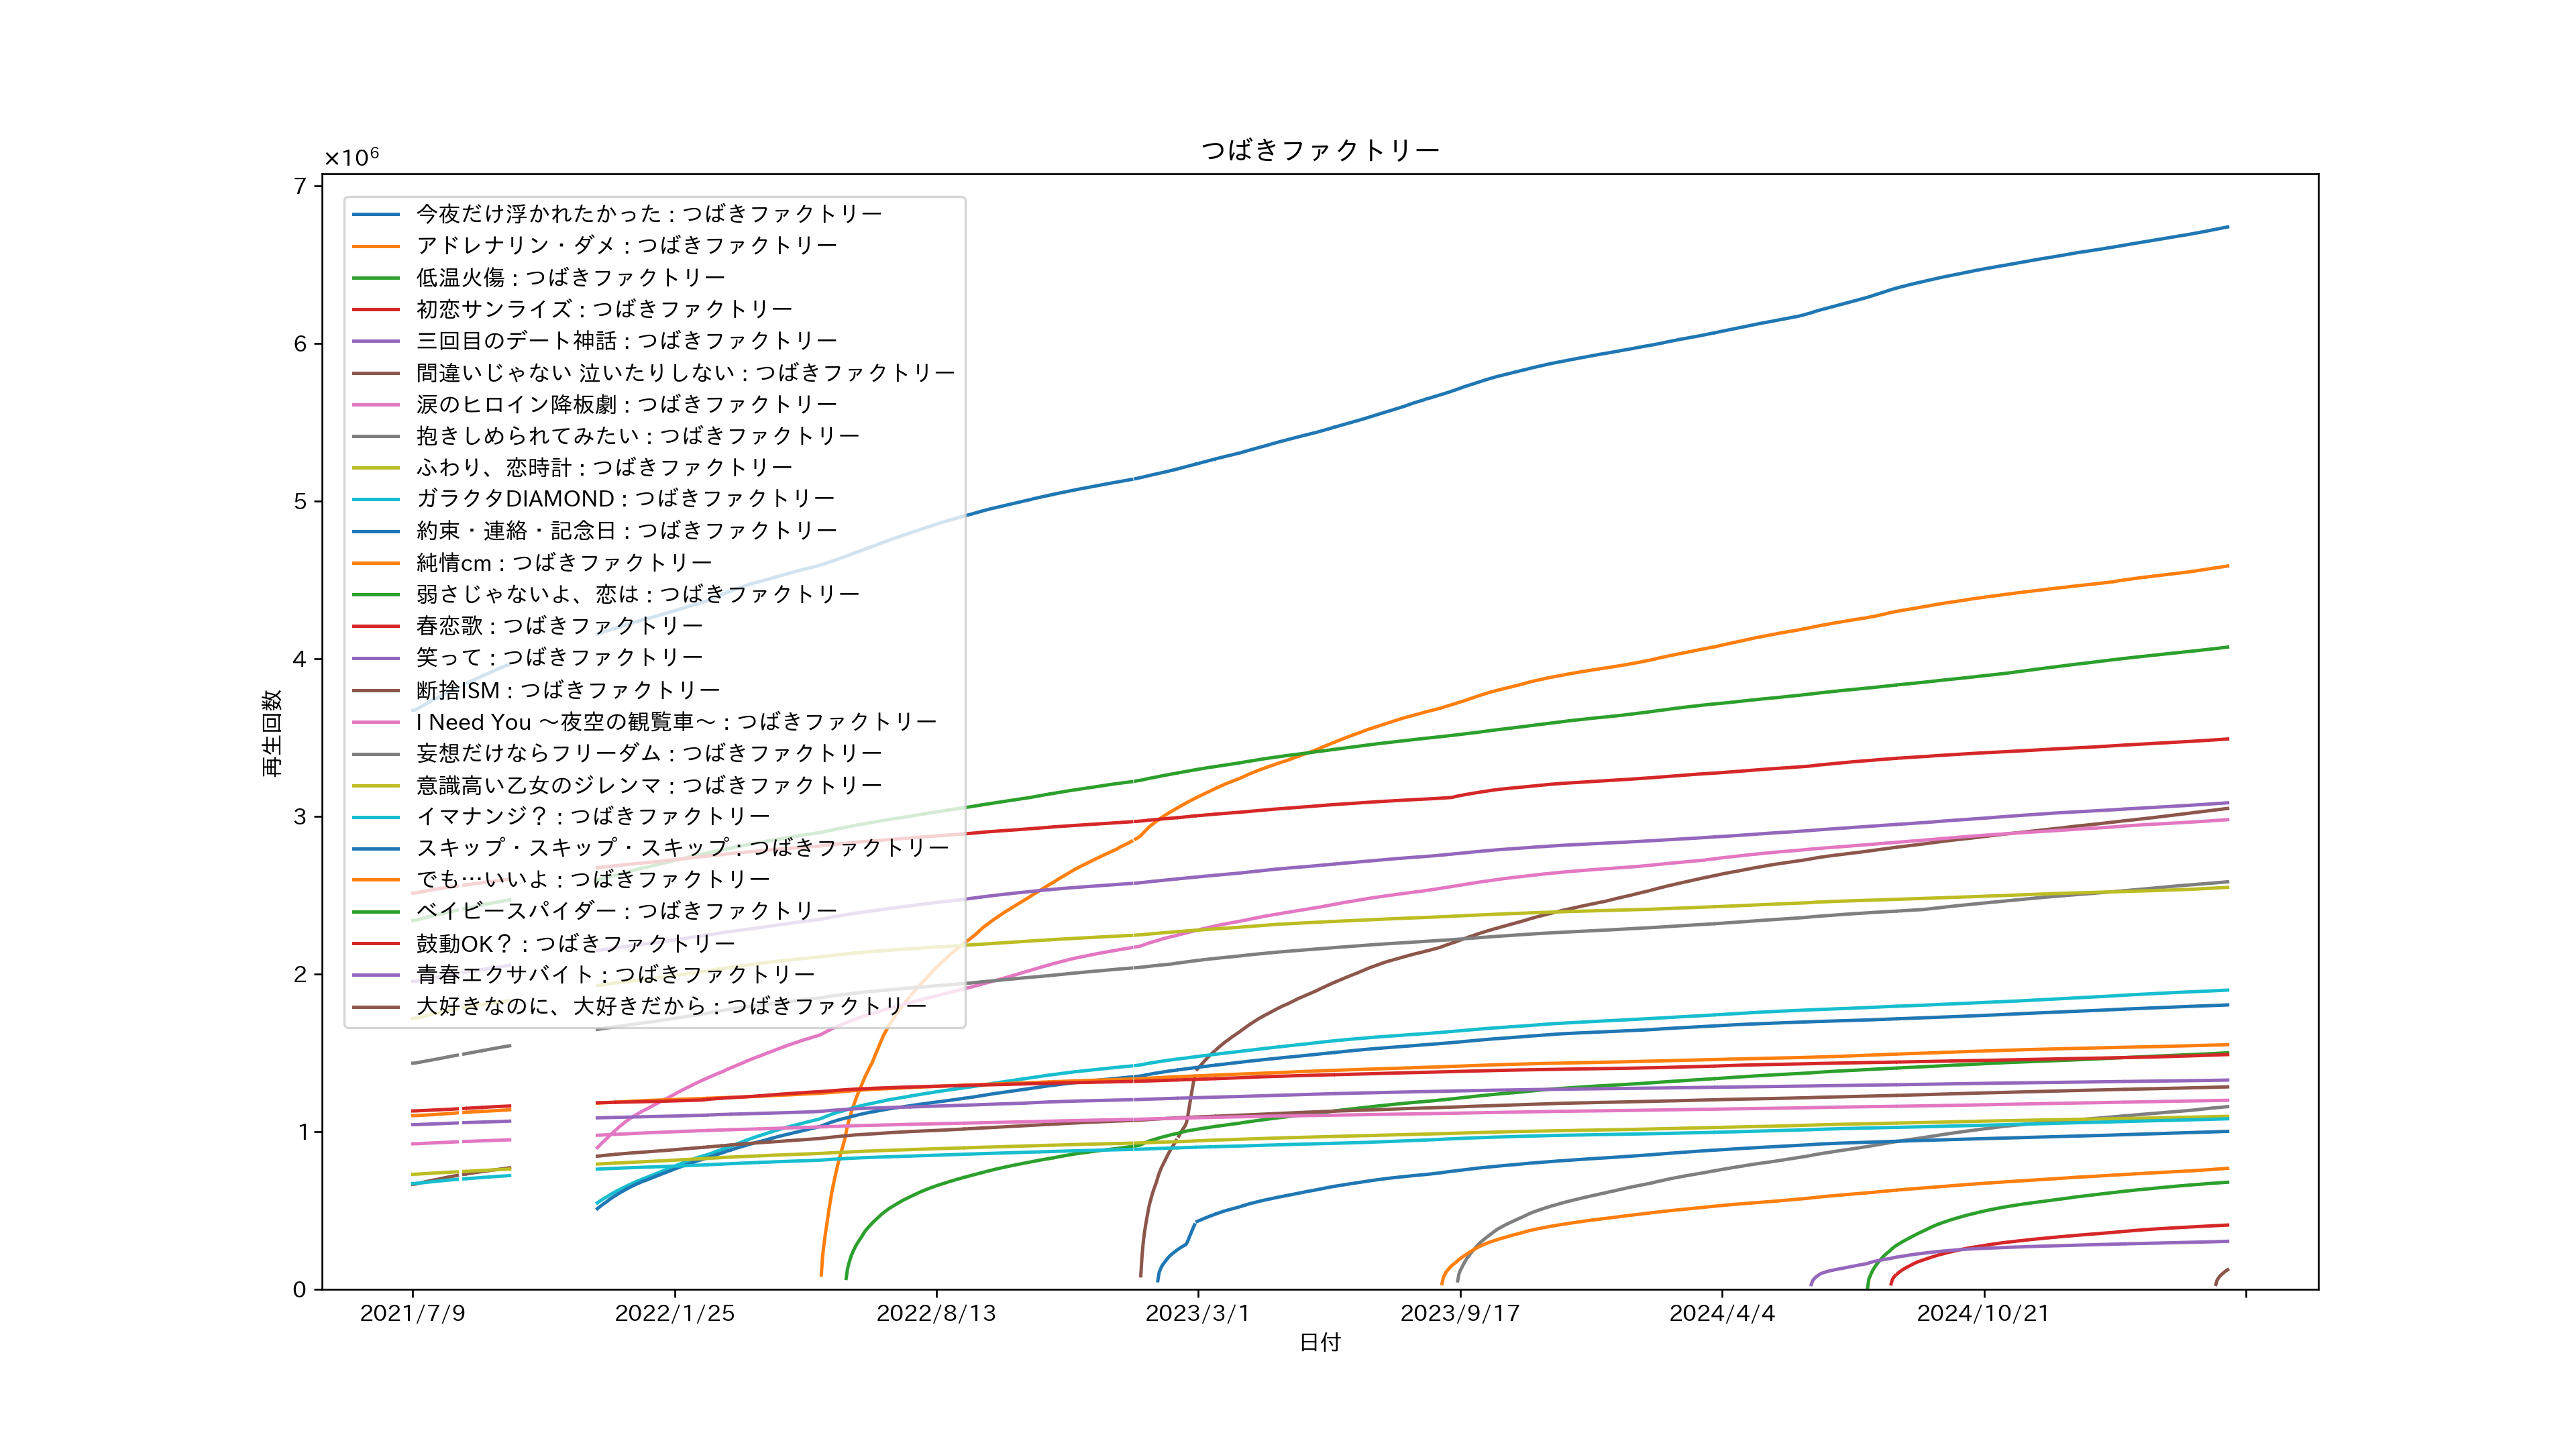 つばきファクトリー
×10⁶
7
6
5
4
3
2
1
0
再生回数
今夜だけ浮かれたかった : つばきファクトリー
アドレナリン・ダメ : つばきファクトリー
低温火傷 : つばきファクトリー
初恋サンライズ : つばきファクトリー
三回目のデート神話 : つばきファクトリー
間違いじゃない 泣いたりしない : つばきファクトリー
涙のヒロイン降板劇 : つばきファクトリー
抱きしめられてみたい : つばきファクトリー
ふわり、恋時計 : つばきファクトリー
ガラクタDIAMOND : つばきファクトリー
約束・連絡・記念日 : つばきファクトリー
純情cm : つばきファクトリー
弱さじゃないよ、恋は : つばきファクトリー
春恋歌 : つばきファクトリー
笑って : つばきファクトリー
断捨ISM : つばきファクトリー
I Need You ～夜空の観覧車～ : つばきファクトリー
妄想だけならフリーダム : つばきファクトリー
意識高い乙女のジレンマ : つばきファクトリー
イマナンジ？ : つばきファクトリー
スキップ・スキップ・スキップ : つばきファクトリー
でも…いいよ : つばきファクトリー
ベイビースパイダー : つばきファクトリー
鼓動OK？ : つばきファクトリー
青春エクサバイト : つばきファクトリー
大好きなのに、大好きだから : つばきファクトリー
2021/7/9 2022/1/25 2022/8/13 2023/3/1 2023/9/17 2024/4/4 2024/10/21
日付